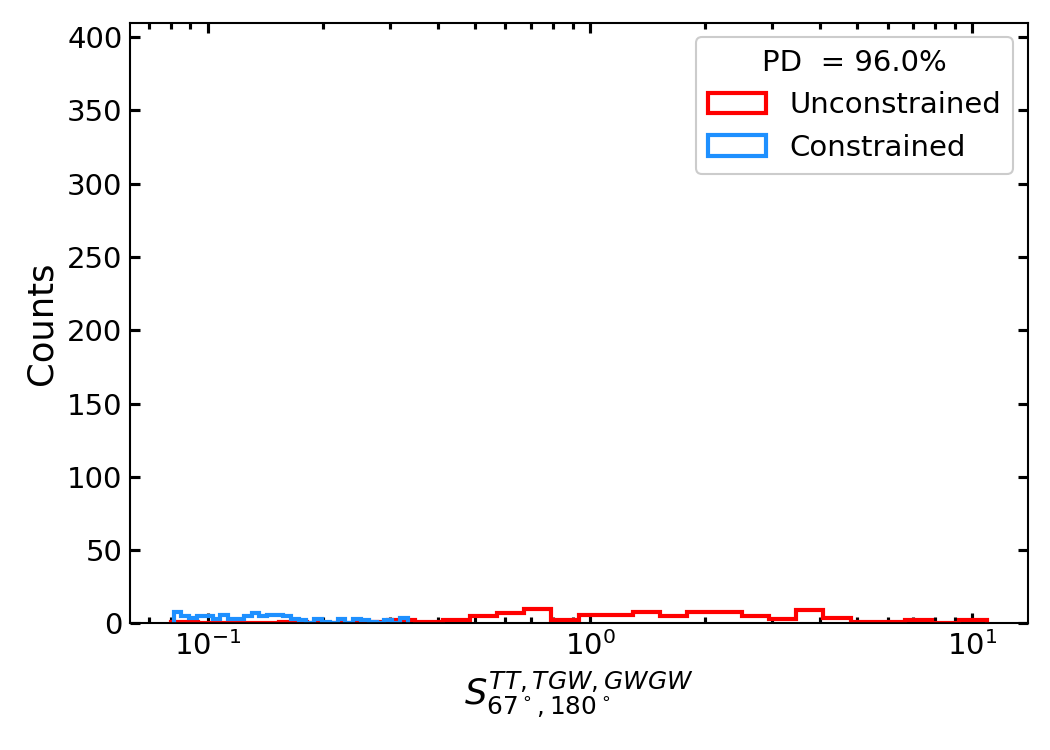 400
350
300
250
200
150
100
50
0
Counts
PD = 96.0%
Unconstrained
Constrained
10⁻¹
10⁰
10¹
S^{TT, TGW, GWGW}_{67°, 180°}